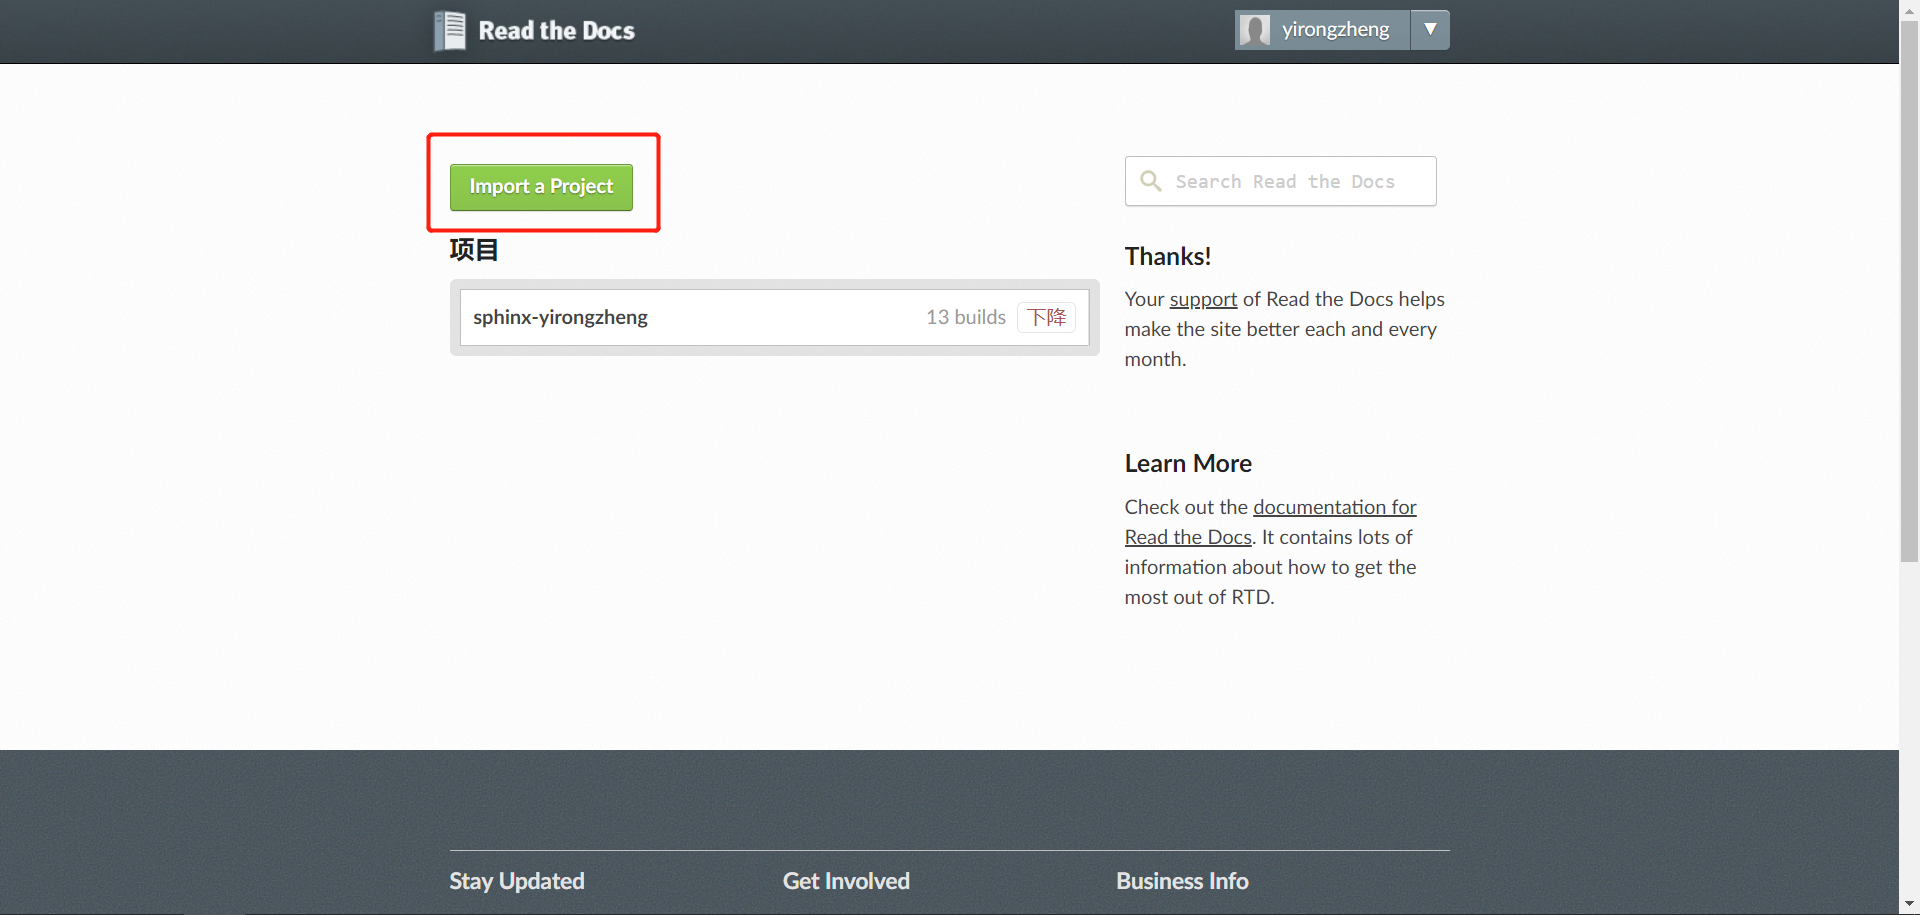 Read the Docs
yirongzheng
Import a Project
项目
sphinx-yirongzheng
13 builds
下降
Search Read the Docs
Thanks!
Your support of Read the Docs helps
make the site better each and every
month.
Learn More
Check out the documentation for
Read the Docs. It contains lots of
information about how to get the
most out of RTD.
Stay Updated
Get Involved
Business Info